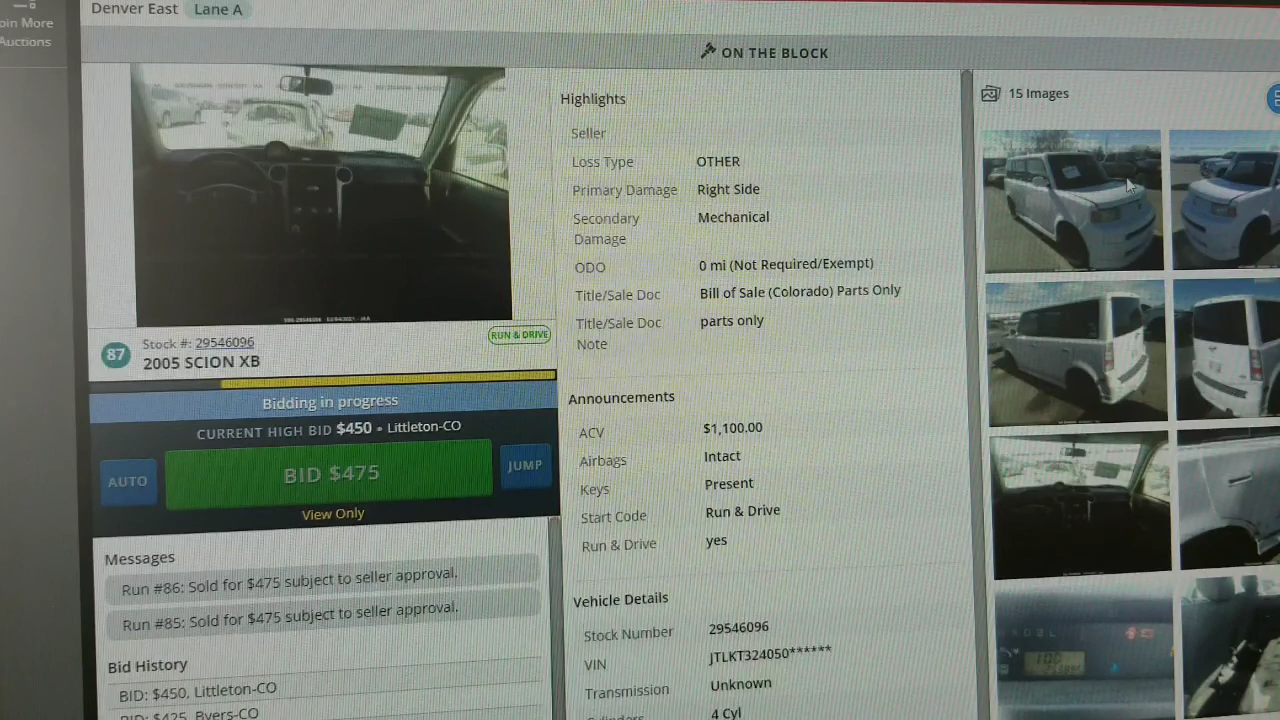 oin More
Auctions
Denver East Lane A
ON THE BLOCK
87
Stock #: 29546096
2005 SCION XB
RUN & DRIVE
Bidding in progress
CURRENT HIGH BID $450 • Littleton-CO
AUTO
BID $475
JUMP
View Only
Messages
Run #86: Sold for $475 subject to seller approval.
Run #85: Sold for $475 subject to seller approval.
Bid History
BID: $450, Littleton-CO
BID: $425, Byers-CO
Highlights
Seller
Loss Type OTHER
Primary Damage Right Side
Secondary Mechanical
Damage
ODO 0 mi (Not Required/Exempt)
Title/Sale Doc Bill of Sale (Colorado) Parts Only
Title/Sale Doc parts only
Note
Announcements
ACV $1,100.00
Airbags Intact
Keys Present
Start Code Run & Drive
Run & Drive yes
Vehicle Details
Stock Number 29546096
VIN JTLKT324050******
Transmission Unknown
Cylinders 4 Cyl
15 Images